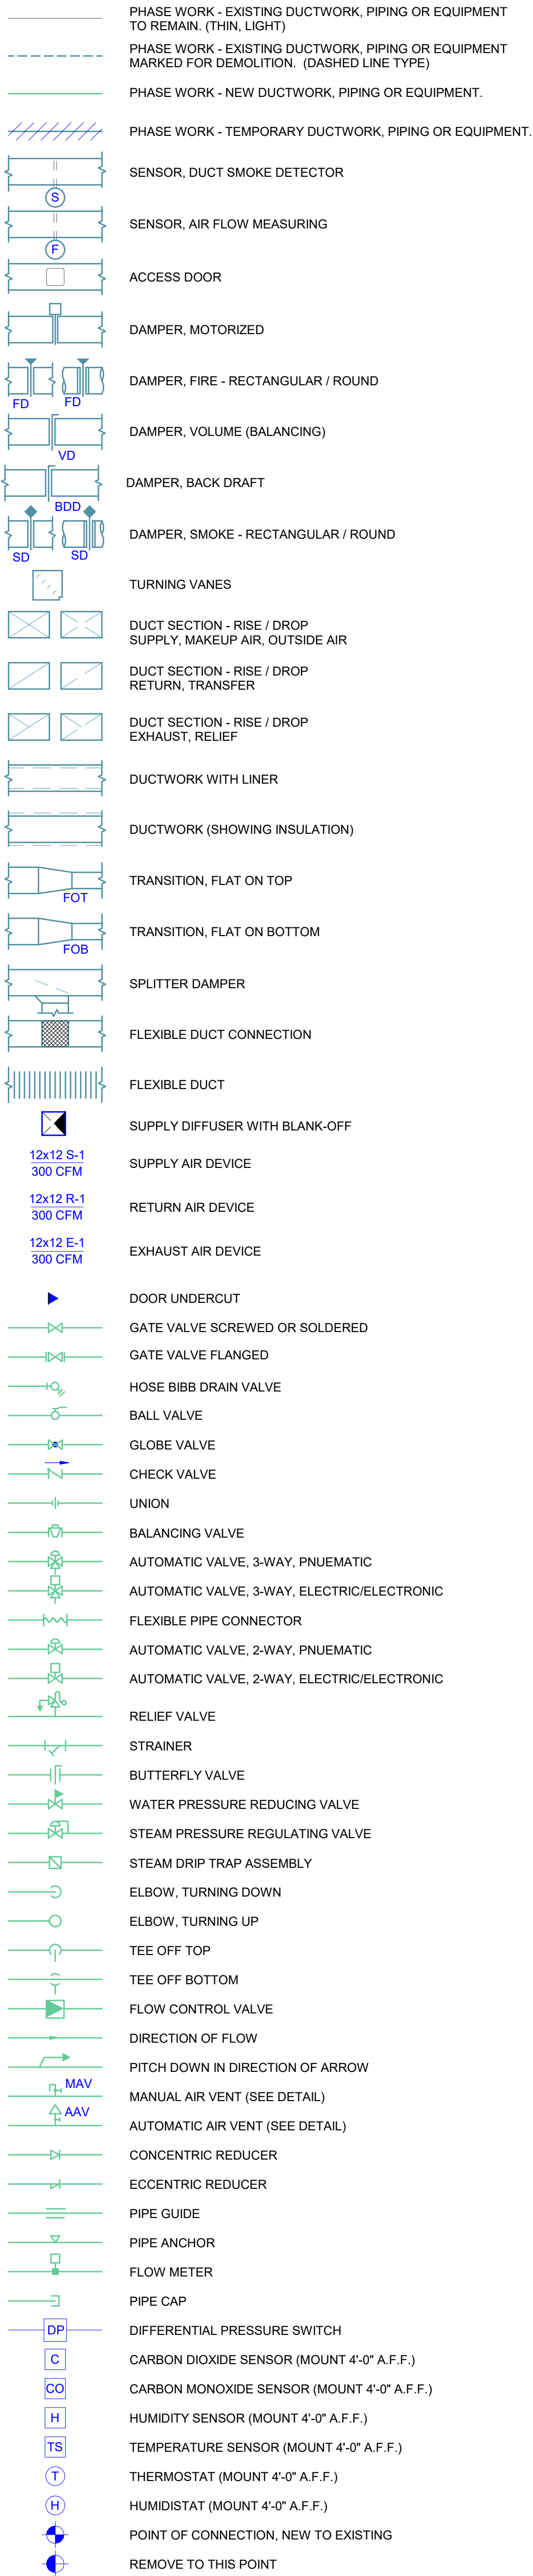 PHASE WORK - EXISTING DUCTWORK, PIPING OR EQUIPMENT
TO REMAIN. (THIN, LIGHT)
PHASE WORK - EXISTING DUCTWORK, PIPING OR EQUIPMENT
MARKED FOR DEMOLITION. (DASHED LINE TYPE)
PHASE WORK - NEW DUCTWORK, PIPING OR EQUIPMENT.
PHASE WORK - TEMPORARY DUCTWORK, PIPING OR EQUIPMENT.
S SENSOR, DUCT SMOKE DETECTOR
F SENSOR, AIR FLOW MEASURING
ACCESS DOOR
DAMPER, MOTORIZED
FD FD DAMPER, FIRE - RECTANGULAR / ROUND
VD DAMPER, VOLUME (BALANCING)
BDD DAMPER, BACK DRAFT
SD SD DAMPER, SMOKE - RECTANGULAR / ROUND
TURNING VANES
DUCT SECTION - RISE / DROP
SUPPLY, MAKEUP AIR, OUTSIDE AIR
DUCT SECTION - RISE / DROP
RETURN, TRANSFER
DUCT SECTION - RISE / DROP
EXHAUST, RELIEF
DUCTWORK WITH LINER
DUCTWORK (SHOWING INSULATION)
FOT TRANSITION, FLAT ON TOP
FOB TRANSITION, FLAT ON BOTTOM
SPLITTER DAMPER
FLEXIBLE DUCT CONNECTION
FLEXIBLE DUCT
SUPPLY DIFFUSER WITH BLANK-OFF
12x12 S-1
300 CFM
SUPPLY AIR DEVICE
12x12 R-1
300 CFM
RETURN AIR DEVICE
12x12 E-1
300 CFM
EXHAUST AIR DEVICE
DOOR UNDERCUT
GATE VALVE SCREWED OR SOLDERED
GATE VALVE FLANGED
HOSE BIBB DRAIN VALVE
BALL VALVE
GLOBE VALVE
CHECK VALVE
UNION
BALANCING VALVE
AUTOMATIC VALVE, 3-WAY, PNUEMATIC
AUTOMATIC VALVE, 3-WAY, ELECTRIC/ELECTRONIC
FLEXIBLE PIPE CONNECTOR
AUTOMATIC VALVE, 2-WAY, PNUEMATIC
AUTOMATIC VALVE, 2-WAY, ELECTRIC/ELECTRONIC
RELIEF VALVE
STRAINER
BUTTERFLY VALVE
WATER PRESSURE REDUCING VALVE
STEAM PRESSURE REGULATING VALVE
STEAM DRIP TRAP ASSEMBLY
ELBOW, TURNING DOWN
ELBOW, TURNING UP
TEE OFF TOP
TEE OFF BOTTOM
FLOW CONTROL VALVE
DIRECTION OF FLOW
PITCH DOWN IN DIRECTION OF ARROW
MAV MANUAL AIR VENT (SEE DETAIL)
AAV AUTOMATIC AIR VENT (SEE DETAIL)
CONCENTRIC REDUCER
ECCENTRIC REDUCER
PIPE GUIDE
PIPE ANCHOR
FLOW METER
PIPE CAP
DP DIFFERENTIAL PRESSURE SWITCH
C CARBON DIOXIDE SENSOR (MOUNT 4'-0" A.F.F.)
CO CARBON MONOXIDE SENSOR (MOUNT 4'-0" A.F.F.)
H HUMIDITY SENSOR (MOUNT 4'-0" A.F.F.)
TS TEMPERATURE SENSOR (MOUNT 4'-0" A.F.F.)
T THERMOSTAT (MOUNT 4'-0" A.F.F.)
H HUMIDISTAT (MOUNT 4'-0" A.F.F.)
POINT OF CONNECTION, NEW TO EXISTING
REMOVE TO THIS POINT